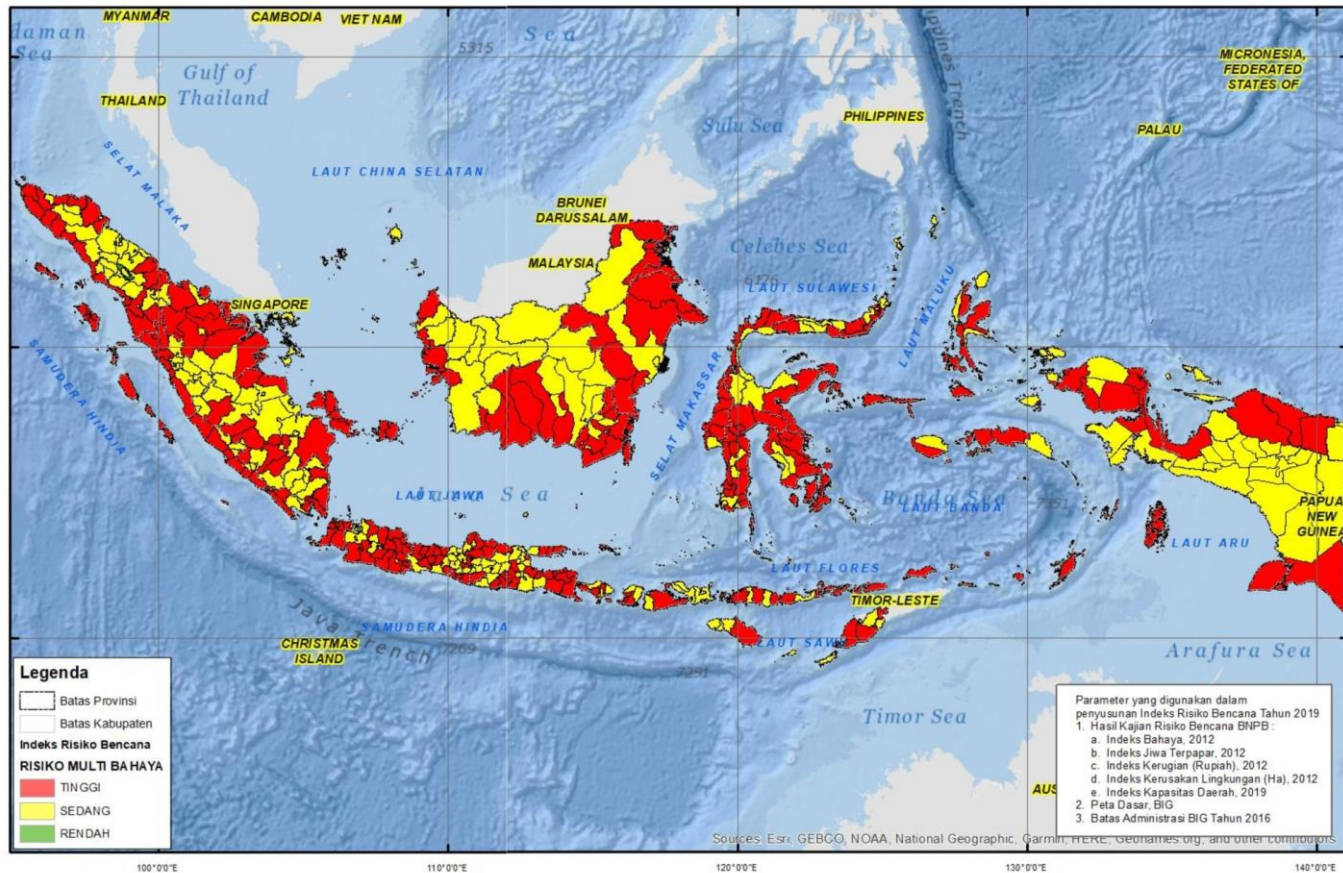 MYANMAR
CAMBODIA
VIET NAM
daman
Sea
Sea
5315
Gulf of
Thailand
THAILAND
MICRONESIA,
FEDERATED
STATES OF
PHILIPPINES
PALAU
Sulu Sea
SELAT MALAKA
LAUT CHINA SELATAN
BRUNEI
DARUSSALAM
Celebes Sea
MALAYSIA
LAUT SULAWESI
SINGAPORE
LAUT MALUKU
SAMUDERA HINDIA
SELAT MAKASSAR
LAUT JAWA
Sea
Banda Sea
LAUT BANDA
7351
PAPUA
NEW
GUINEA
LAUT ARU
LAUT FLORES
TIMOR-LESTE
Java Trench
SAMUDERA HINDIA
7269
LAUT SAWU
7291
CHRISTMAS
ISLAND
Arafura Sea
Timor Sea
AUS
Legenda
Batas Provinsi
Batas Kabupaten
Indeks Risiko Bencana
RISIKO MULTI BAHAYA
TINGGI
SEDANG
RENDAH
Parameter yang digunakan dalam
penyusunan Indeks Risiko Bencana Tahun 2019
1. Hasil Kajian Risiko Bencana BNPB :
a. Indeks Bahaya, 2012
b. Indeks Jiwa Terpapar, 2012
c. Indeks Kerugian (Rupiah), 2012
d. Indeks Kerusakan Lingkungan (Ha), 2012
e. Indeks Kapasitas Daerah, 2019
2. Peta Dasar, BIG
3. Batas Administrasi BIG Tahun 2016
Sources: Esri, GEBCO, NOAA, National Geographic, Garmin, HERE, Geonames.org, and other contributors
100°0'0"E
110°0'0"E
120°0'0"E
130°0'0"E
140°0'0"E